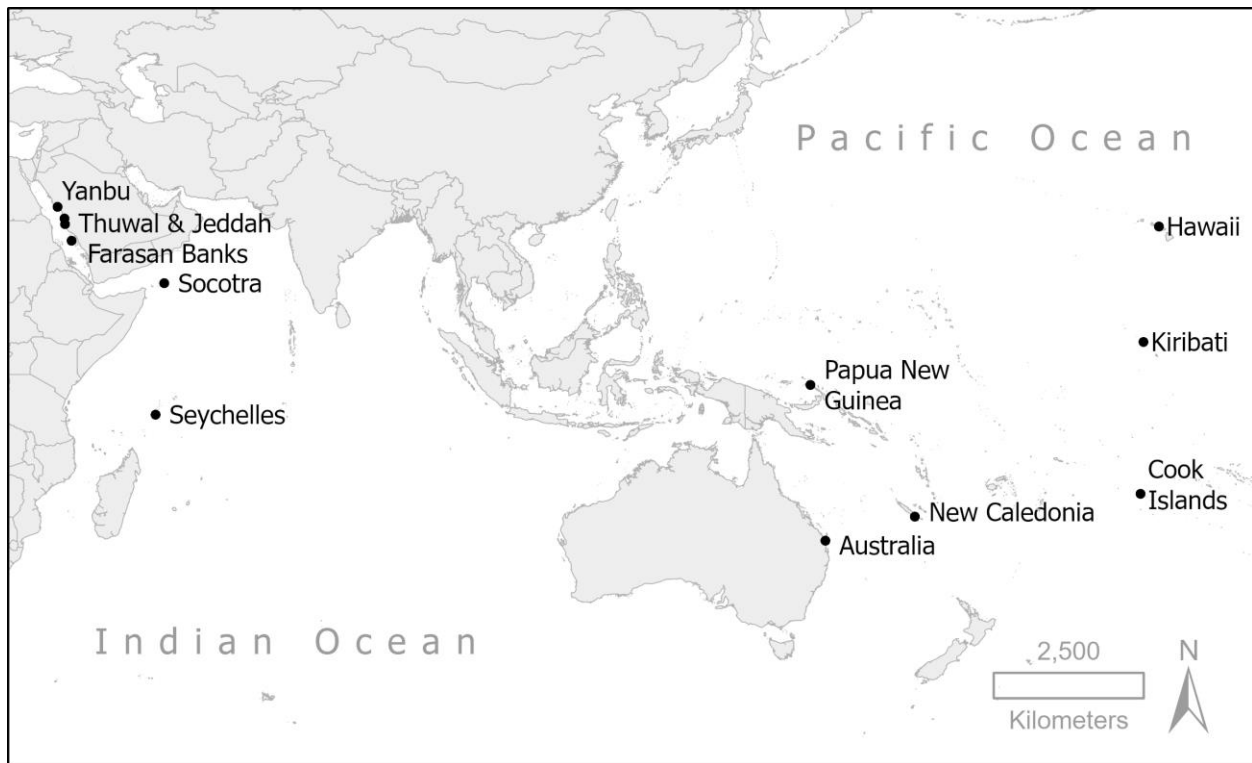 Pacific Ocean
Yanbu
Thuwal & Jeddah
Farasan Banks
Socotra
Seychelles
Hawaii
Kiribati
Papua New
Guinea
Cook
Islands
New Caledonia
Australia
Indian Ocean
2,500
Kilometers
N